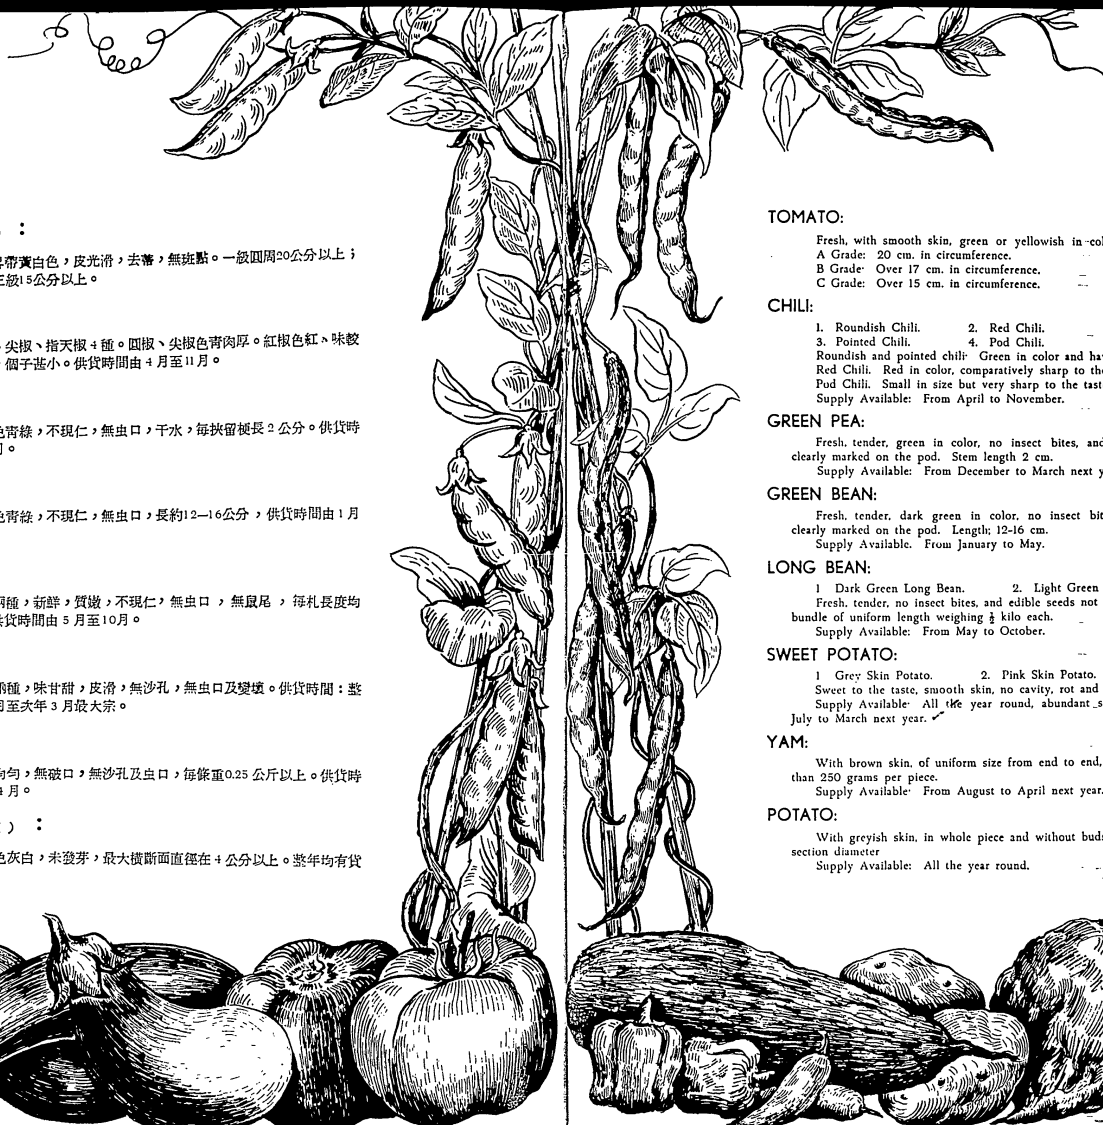 :
帶黃白色,皮光滑,去蒂,無斑點。一級圓周20公分以上;
級15公分以上。
尖椒、指天椒4種。圓椒、尖椒色青肉厚。紅椒色紅、味較
個子甚小。供貨時間由4月至11月。
色青綠,不現仁,無虫口,干水,每挾留梗長2公分。供貨時
。
色青綠,不現仁,無虫口,長約12—16公分,供貨時間由1月
種,新鮮,質嫩,不現仁,無虫口,無鼠尾,每札長度均
貨時間由5月至10月。
種,味甘甜,皮滑,無沙孔,無虫口及變壞。供貨時間:整
至次年3月最大宗。
勻,無破口,無沙孔及虫口,每條重0.25公斤以上。供貨時
月。
):
色灰白,未發芽,最大橫斷面直徑在4公分以上。整年均有貨
TOMATO:
Fresh, with smooth skin, green or yellowish in col
A Grade: 20 cm. in circumference.
B Grade· Over 17 cm. in circumference.
C Grade: Over 15 cm. in circumference.
CHILI:
1. Roundish Chili. 2. Red Chili.
3. Pointed Chili. 4. Pod Chili.
Roundish and pointed chili· Green in color and ha
Red Chili. Red in color, comparatively sharp to the
Pod Chili. Small in size but very sharp to the tast
Supply Available: From April to November.
GREEN PEA:
Fresh, tender, green in color, no insect bites, and
clearly marked on the pod. Stem length 2 cm.
Supply Available: From December to March next y
GREEN BEAN:
Fresh, tender, dark green in color, no insect bit
clearly marked on the pod. Length; 12-16 cm.
Supply Available. From January to May.
LONG BEAN:
1 Dark Green Long Bean. 2. Light Green
Fresh, tender, no insect bites, and edible seeds not
bundle of uniform length weighing ½ kilo each.
Supply Available: From May to October.
SWEET POTATO:
1 Grey Skin Potato. 2. Pink Skin Potato.
Sweet to the taste, smooth skin, no cavity, rot and
Supply Available· All the year round, abundant s
July to March next year.
YAM:
With brown skin, of uniform size from end to end,
than 250 grams per piece.
Supply Available· From August to April next year.
POTATO:
With greyish skin, in whole piece and without bud
section diameter
Supply Available: All the year round.